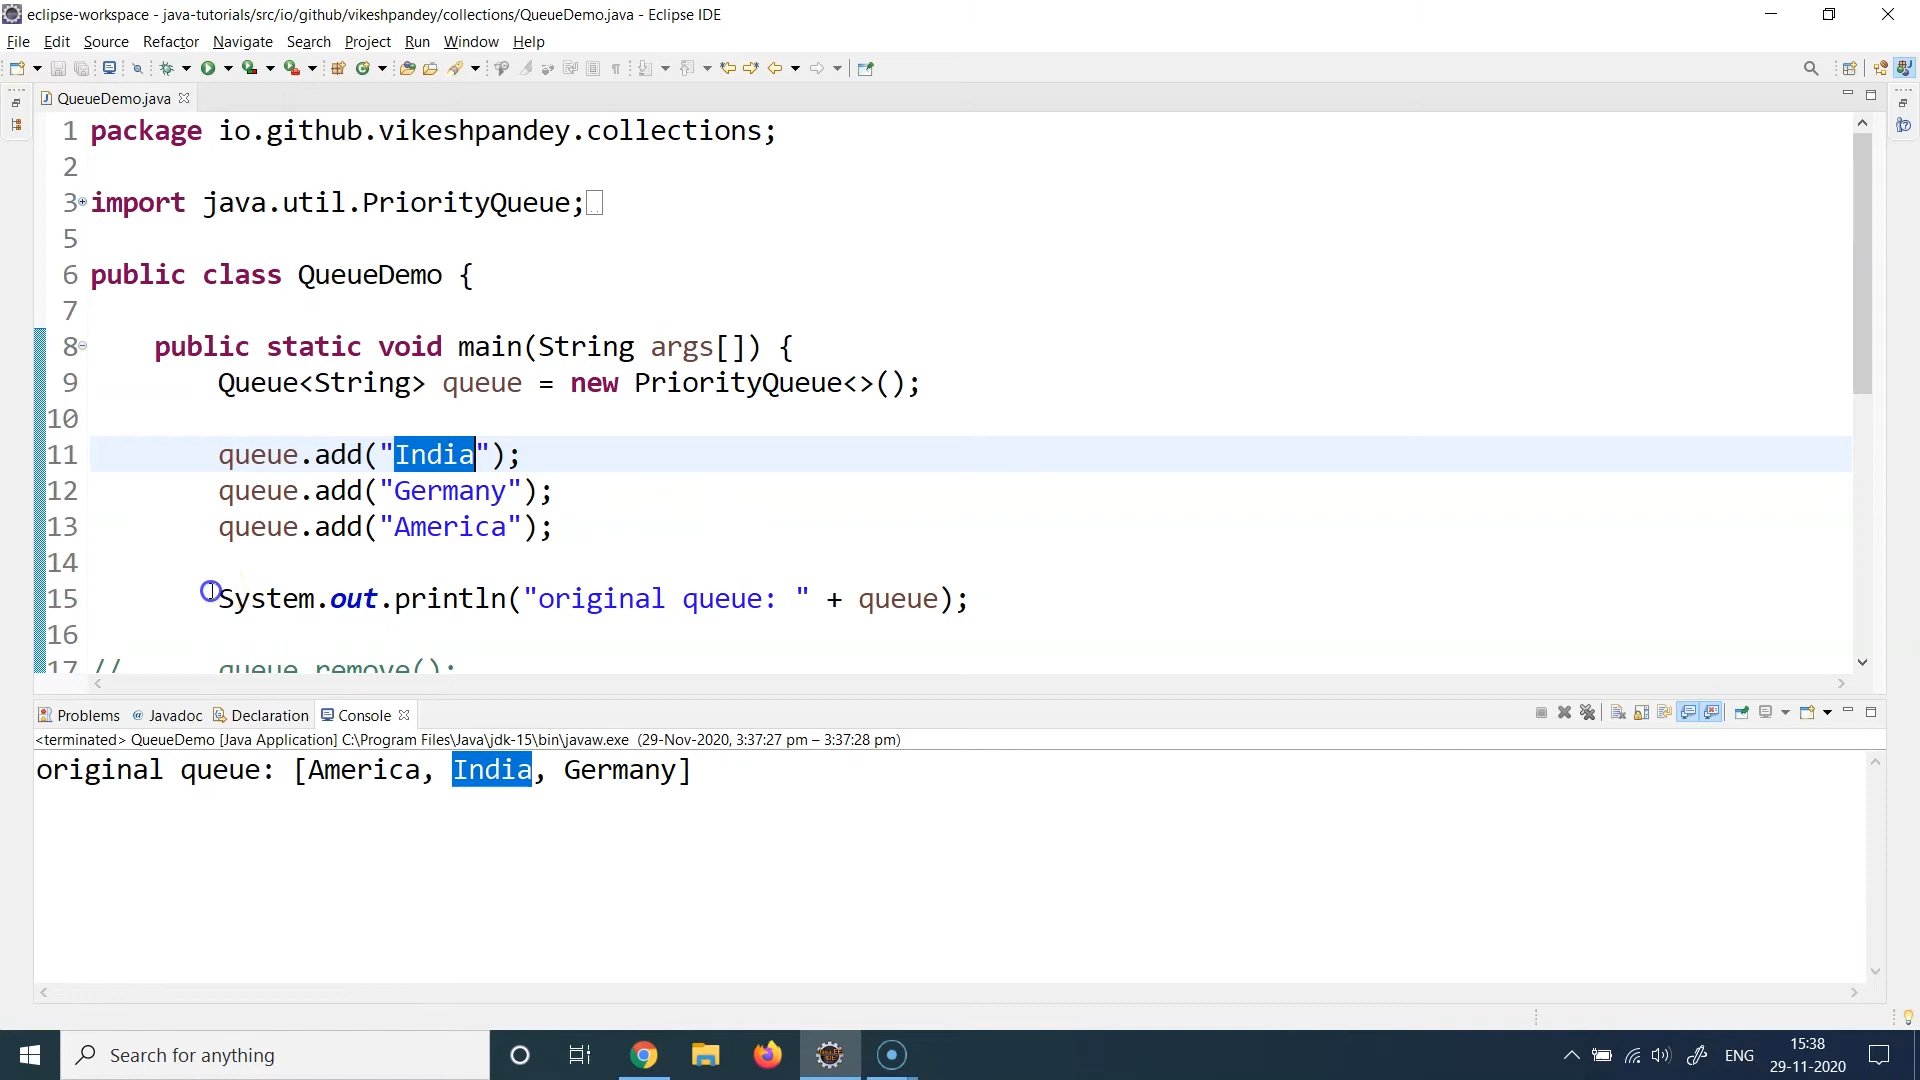 eclipse-workspace - java-tutorials/src/io/github/vikeshpandey/collections/QueueDemo.java - Eclipse IDE
File Edit Source Refactor Navigate Search Project Run Window Help
QueueDemo.java
1 package io.github.vikeshpandey.collections;
2
3 import java.util.PriorityQueue;
5
6 public class QueueDemo {
7
8 public static void main(String args[]) {
9 Queue<String> queue = new PriorityQueue<>();
10
11 queue.add("India");
12 queue.add("Germany");
13 queue.add("America");
14
15 System.out.println("original queue: " + queue);
16
17 // queue.remove();
Problems @ Javadoc Declaration Console
<terminated> QueueDemo [Java Application] C:\Program Files\Java\jdk-15\bin\javaw.exe (29-Nov-2020, 3:37:27 pm – 3:37:28 pm)
original queue: [America, India, Germany]
Search for anything
ENG
15:38
29-11-2020